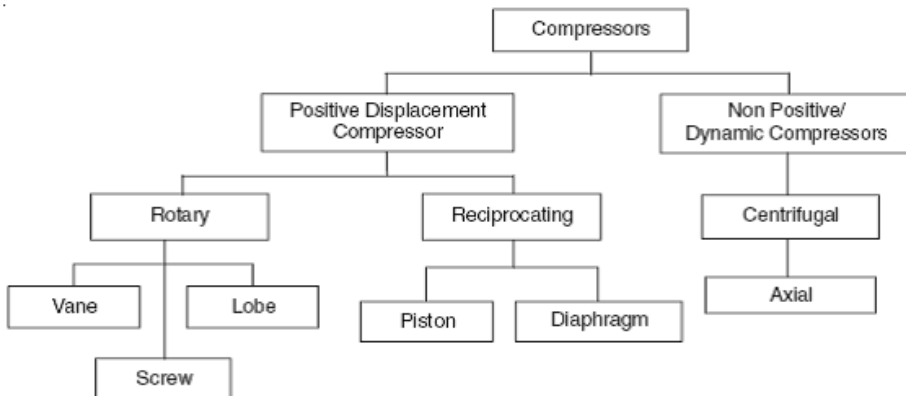 Compressors
Positive Displacement
Compressor
Non Positive/
Dynamic Compressors
Rotary
Reciprocating
Centrifugal
Vane
Lobe
Piston
Diaphragm
Axial
Screw